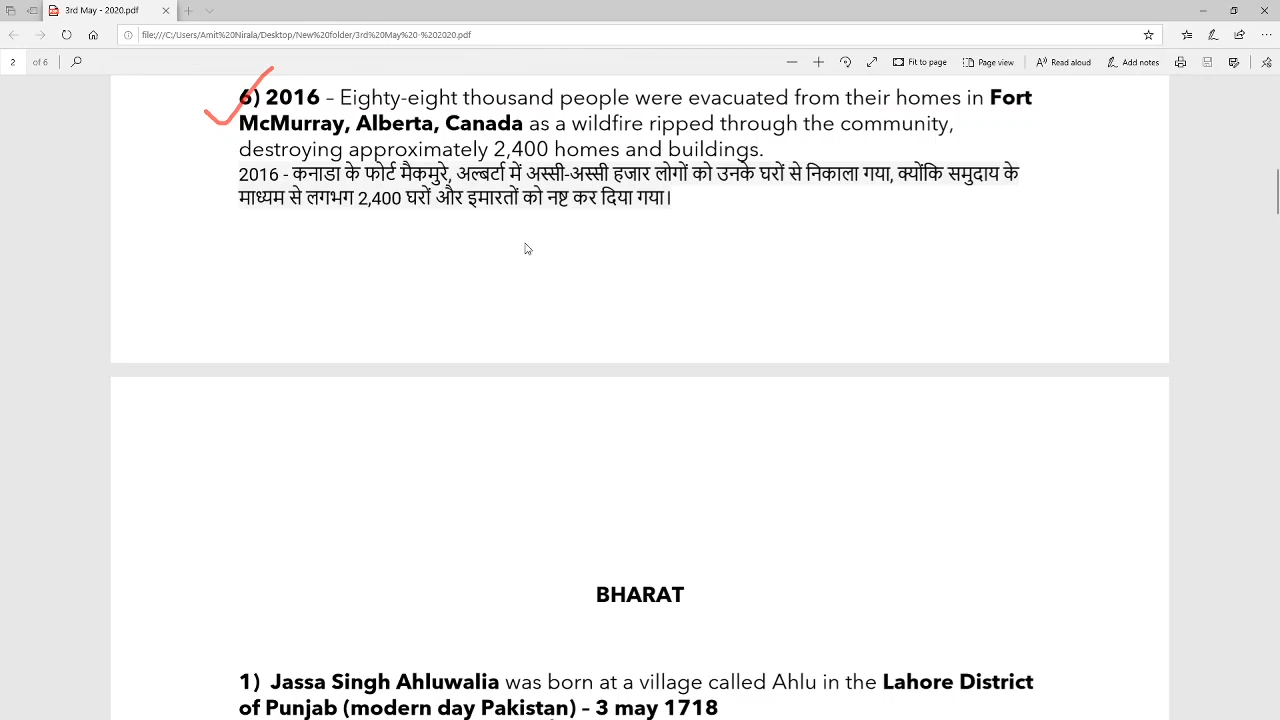 3rd May - 2020.pdf
file:///C:/Users/Amit%20Nirala/Desktop/New%20folder/3rd%20May%20-%202020.pdf
2 of 6
Fit to page
Page view
Read aloud
Add notes
6) 2016 – Eighty-eight thousand people were evacuated from their homes in Fort
McMurray, Alberta, Canada as a wildfire ripped through the community,
destroying approximately 2,400 homes and buildings.
2016 - कनाडा के फोर्ट मैकमुरे, अल्बर्टा में अस्सी-अस्सी हजार लोगों को उनके घरों से निकाला गया, क्योंकि समुदाय के
माध्यम से लगभग 2,400 घरों और इमारतों को नष्ट कर दिया गया।
BHARAT
1) Jassa Singh Ahluwalia was born at a village called Ahlu in the Lahore District
of Punjab (modern day Pakistan) – 3 may 1718